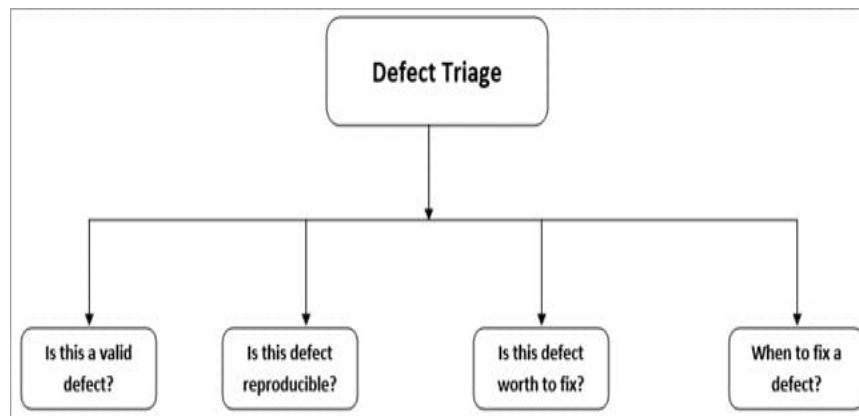 Defect Triage
Is this a valid
defect?
Is this defect
reproducible?
Is this defect
worth to fix?
When to fix a
defect?